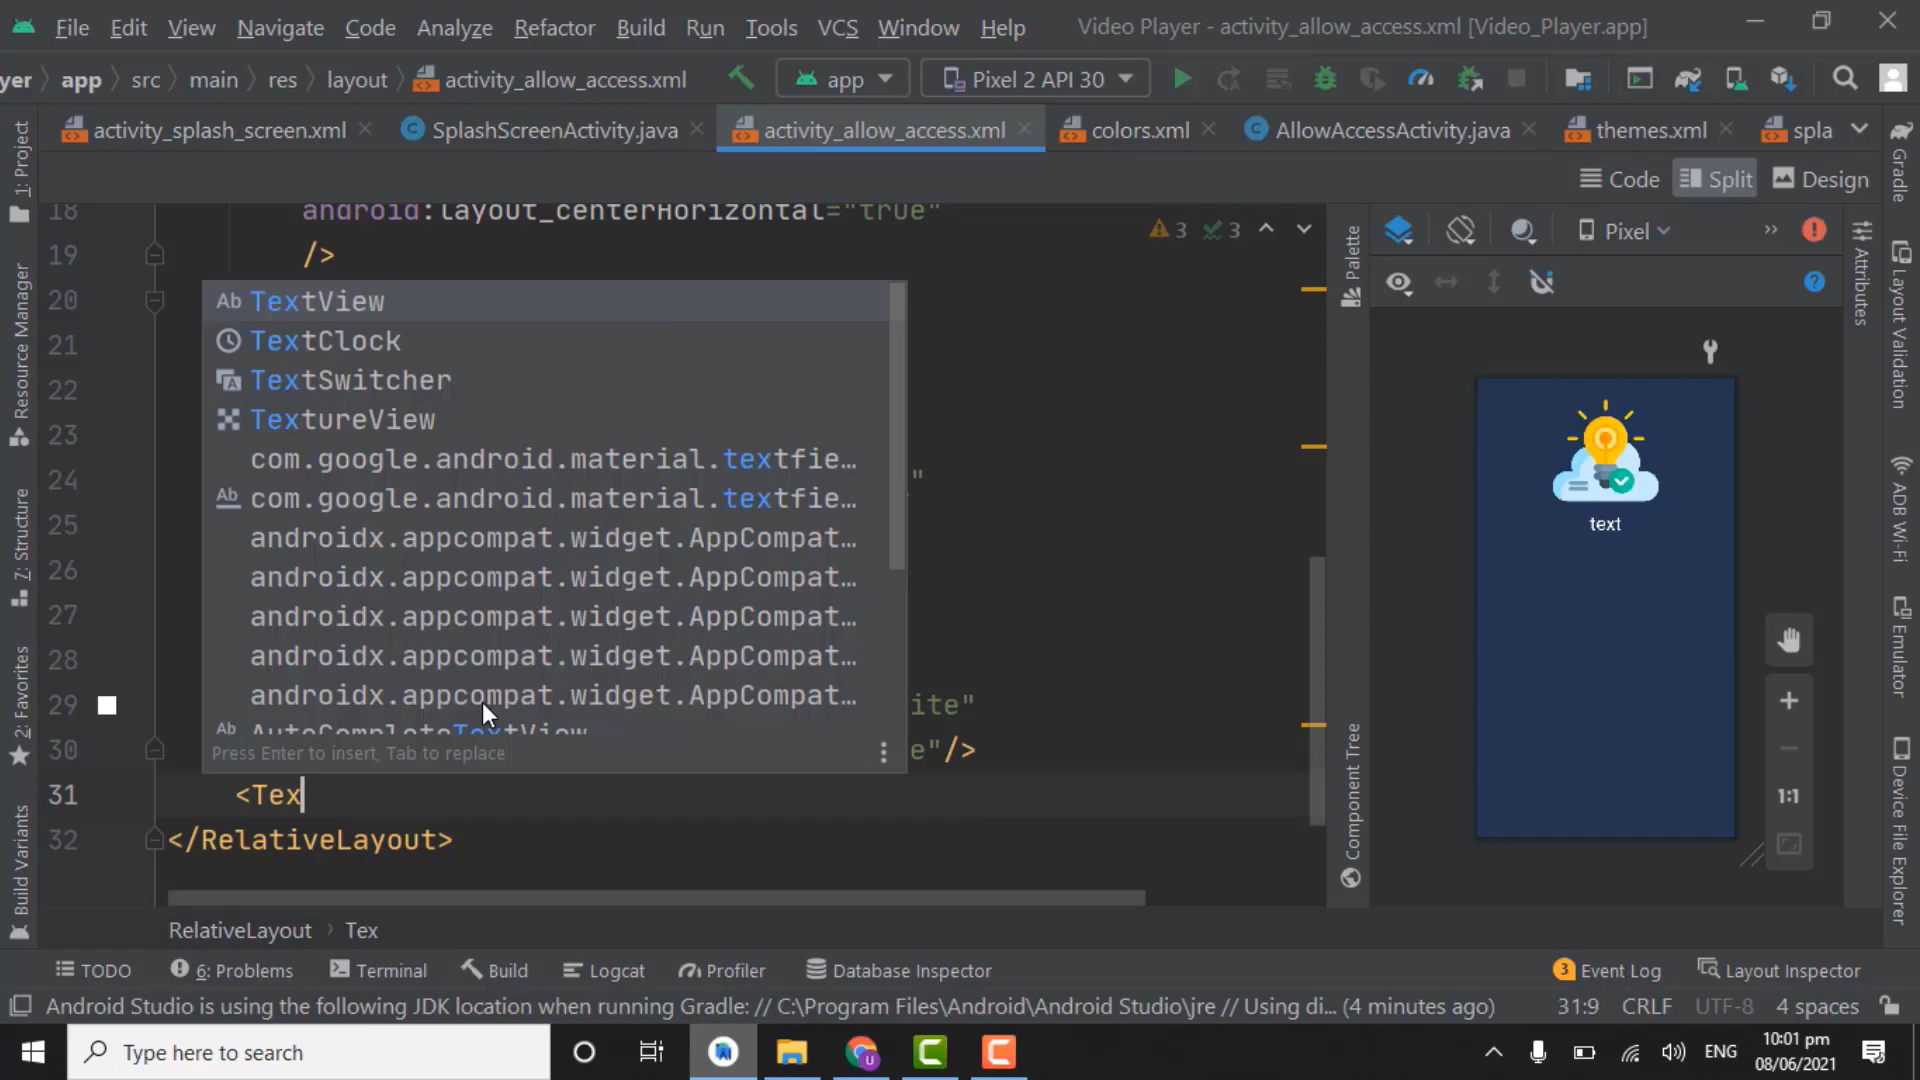 File Edit View Navigate Code Analyze Refactor Build Run Tools VCS Window Help Video Player - activity_allow_access.xml [Video_Player.app]
yer app src main res layout activity_allow_access.xml app Pixel 2 API 30
activity_splash_screen.xml SplashScreenActivity.java activity_allow_access.xml colors.xml AllowAccessActivity.java themes.xml spla
Code Split Design
18 android:layout_centerHorizontal="true"
3 3
Pixel
19 />
20
21
22
23
24 "
25
26
27
28
29 ite"
30 e"/>
31 <Tex
32 </RelativeLayout>
Ab TextView
TextClock
TextSwitcher
TextureView
com.google.android.material.textfie...
Ab com.google.android.material.textfie...
androidx.appcompat.widget.AppCompat...
androidx.appcompat.widget.AppCompat...
androidx.appcompat.widget.AppCompat...
androidx.appcompat.widget.AppCompat...
androidx.appcompat.widget.AppCompat...
Ab AutoCompleteTextView
Press Enter to insert, Tab to replace
text
1:1
1: Project
Resource Manager
7: Structure
2: Favorites
Build Variants
Palette
Component Tree
Attributes
Gradle
Layout Validation
ADB Wi-Fi
Emulator
Device File Explorer
RelativeLayout Tex
TODO 6: Problems Terminal Build Logcat Profiler Database Inspector 3 Event Log Layout Inspector
Android Studio is using the following JDK location when running Gradle: // C:\Program Files\Android\Android Studio\jre // Using di... (4 minutes ago) 31:9 CRLF UTF-8 4 spaces
Type here to search
ENG
10:01 pm
08/06/2021